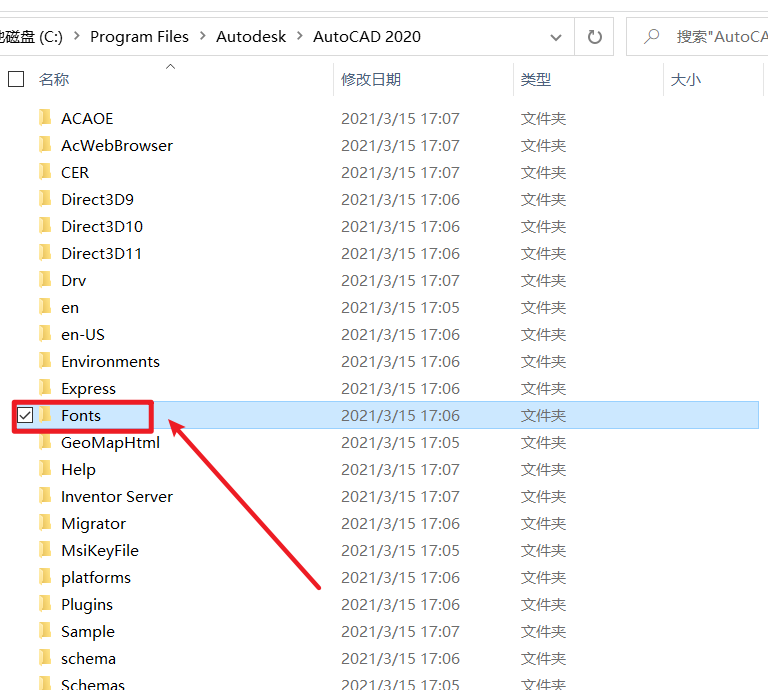 磁盘 (C:) > Program Files > Autodesk > AutoCAD 2020 搜索"AutoCA
名称 修改日期 类型 大小
ACAOE 2021/3/15 17:07 文件夹
AcWebBrowser 2021/3/15 17:07 文件夹
CER 2021/3/15 17:07 文件夹
Direct3D9 2021/3/15 17:06 文件夹
Direct3D10 2021/3/15 17:06 文件夹
Direct3D11 2021/3/15 17:06 文件夹
Drv 2021/3/15 17:07 文件夹
en 2021/3/15 17:05 文件夹
en-US 2021/3/15 17:06 文件夹
Environments 2021/3/15 17:06 文件夹
Express 2021/3/15 17:06 文件夹
Fonts 2021/3/15 17:06 文件夹
GeoMapHtml 2021/3/15 17:05 文件夹
Help 2021/3/15 17:07 文件夹
Inventor Server 2021/3/15 17:07 文件夹
Migrator 2021/3/15 17:06 文件夹
MsiKeyFile 2021/3/15 17:05 文件夹
platforms 2021/3/15 17:06 文件夹
Plugins 2021/3/15 17:06 文件夹
Sample 2021/3/15 17:07 文件夹
schema 2021/3/15 17:06 文件夹
Schemas 2021/3/15 17:05 文件夹